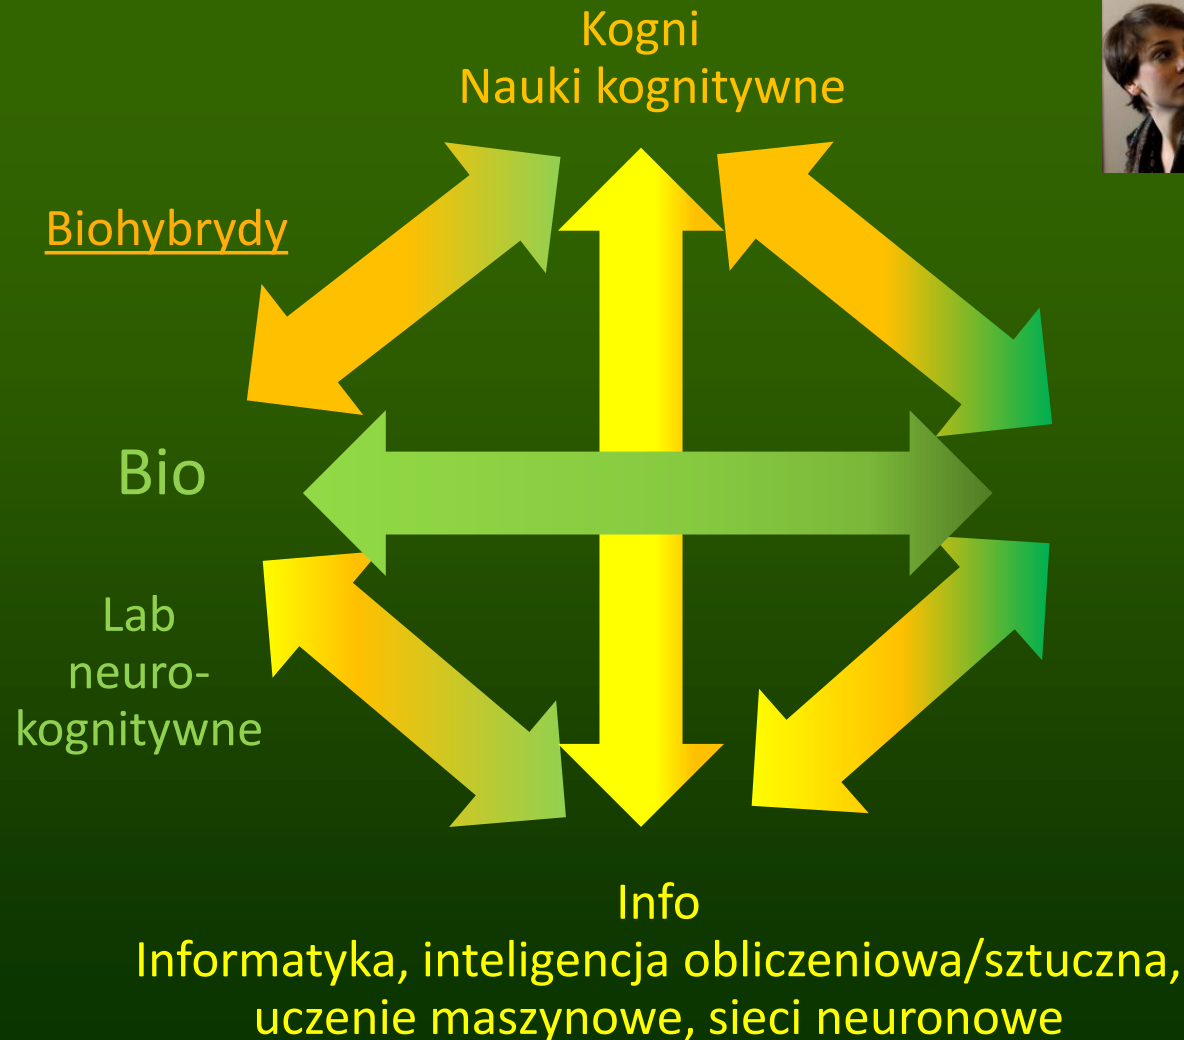 Kogni
Nauki kognitywne
Biohybrydy
Bio
Lab
neuro-
kognitywne
Info
Informatyka, inteligencja obliczeniowa/sztuczna,
uczenie maszynowe, sieci neuronowe